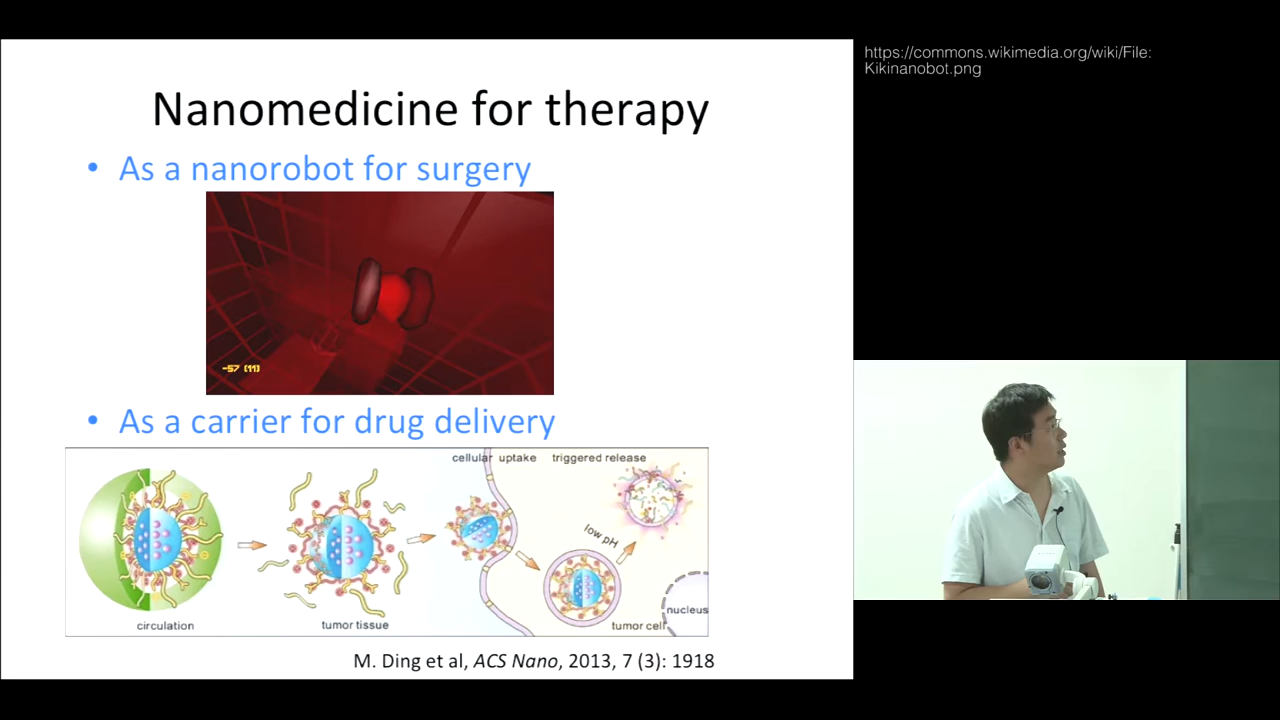 https://commons.wikimedia.org/wiki/File:
Kikinanobot.png
Nanomedicine for therapy
• As a nanorobot for surgery
-57 (11)
• As a carrier for drug delivery
cellular uptake
triggered release
low pH
nucleus
circulation
tumor tissue
tumor cell
M. Ding et al, ACS Nano, 2013, 7 (3): 1918